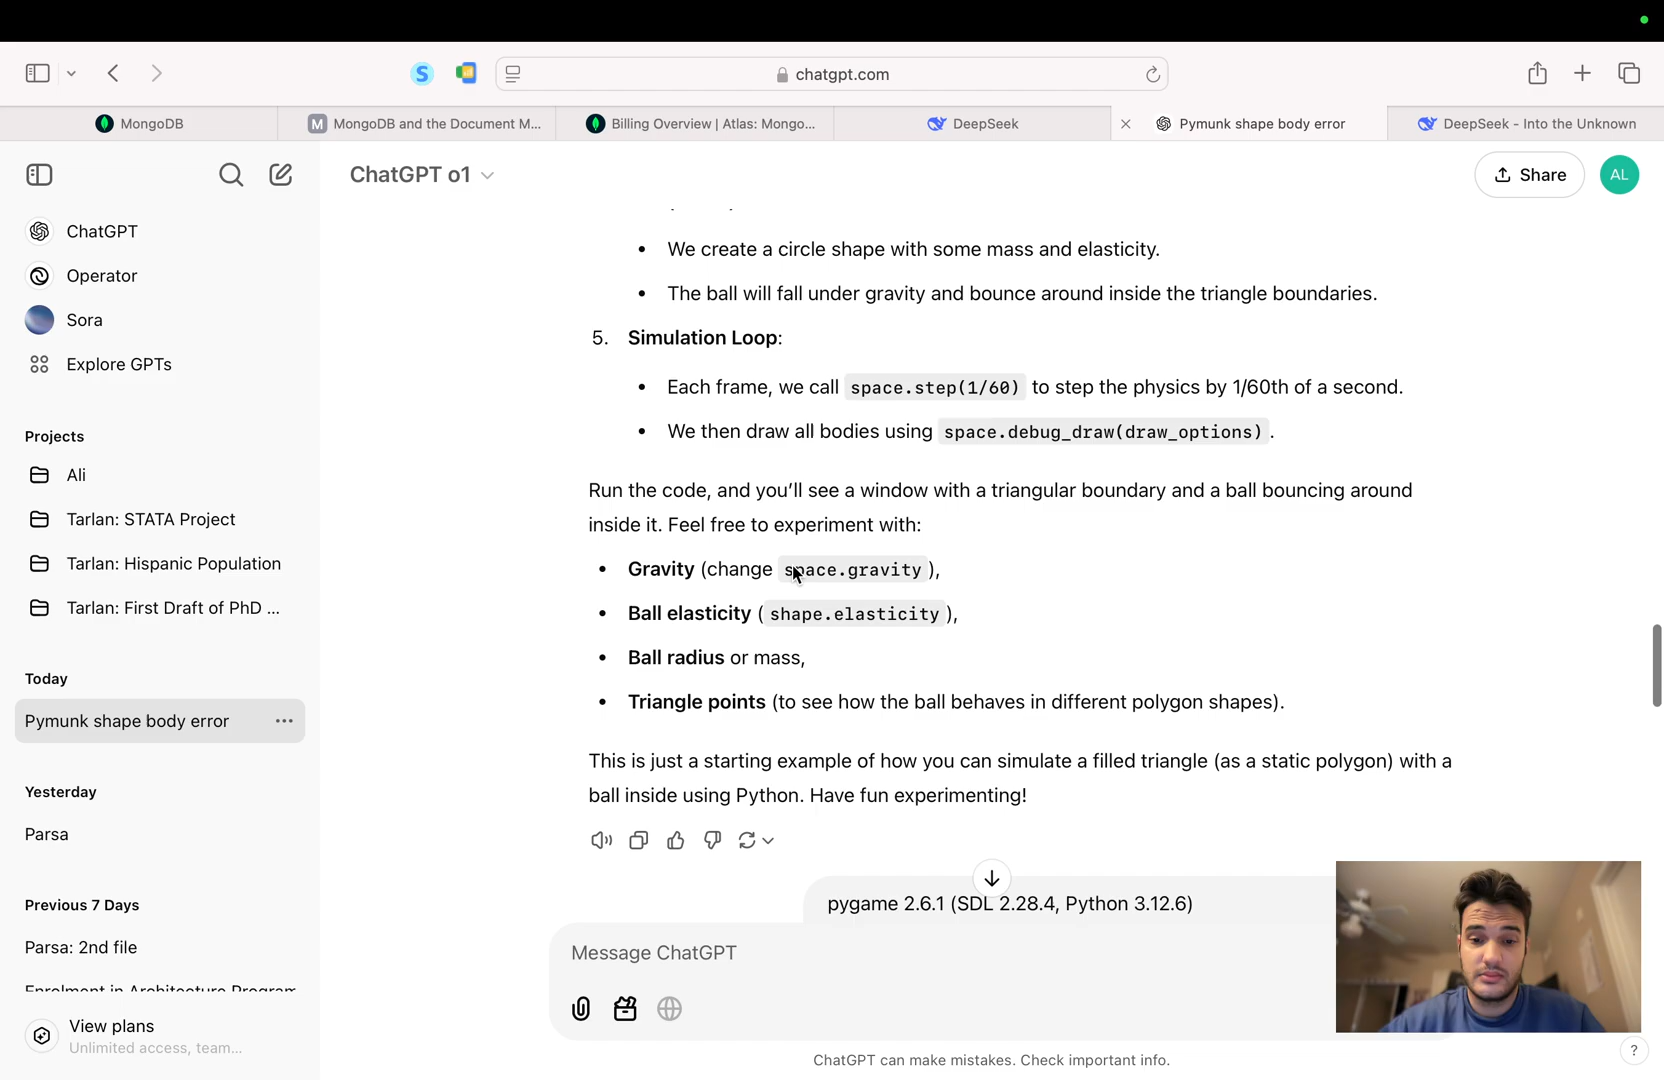 S
chatgpt.com
MongoDB
M MongoDB and the Document M...
Billing Overview | Atlas: Mongo...
DeepSeek
Pymunk shape body error
DeepSeek - Into the Unknown
ChatGPT o1
Share
AL
ChatGPT
Operator
Sora
Explore GPTs
Projects
Ali
Tarlan: STATA Project
Tarlan: Hispanic Population
Tarlan: First Draft of PhD ...
Today
Pymunk shape body error
Yesterday
Parsa
Previous 7 Days
Parsa: 2nd file
Enrolment in Architecture Program
View plans
Unlimited access, team...
• We create a circle shape with some mass and elasticity.
• The ball will fall under gravity and bounce around inside the triangle boundaries.
5. Simulation Loop:
• Each frame, we call space.step(1/60) to step the physics by 1/60th of a second.
• We then draw all bodies using space.debug_draw(draw_options).
Run the code, and you’ll see a window with a triangular boundary and a ball bouncing around
inside it. Feel free to experiment with:
• Gravity (change space.gravity),
• Ball elasticity (shape.elasticity),
• Ball radius or mass,
• Triangle points (to see how the ball behaves in different polygon shapes).
This is just a starting example of how you can simulate a filled triangle (as a static polygon) with a
ball inside using Python. Have fun experimenting!
pygame 2.6.1 (SDL 2.28.4, Python 3.12.6)
Message ChatGPT
ChatGPT can make mistakes. Check important info.
?